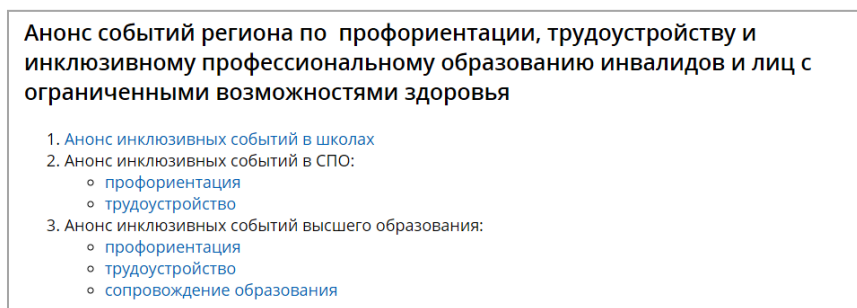 Анонс событий региона по  профориентации, трудоустройству и
инклюзивному профессиональному образованию инвалидов и лиц с
ограниченными возможностями здоровья
1. Анонс инклюзивных событий в школах
2. Анонс инклюзивных событий в СПО:
◦ профориентация
◦ трудоустройство
3. Анонс инклюзивных событий высшего образования:
◦ профориентация
◦ трудоустройство
◦ сопровождение образования